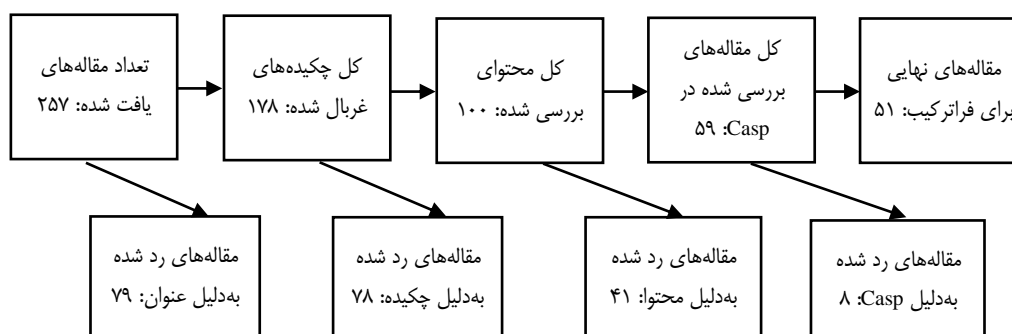 تعداد مقاله‌های
یافت شده: ۲۵۷
کل چکیده‌های
غربال شده: ۱۷۸
کل محتوای
بررسی شده: ۱۰۰
کل مقاله‌های
بررسی شده در
Casp: ۵۹
مقاله‌های نهایی
برای فراترکیب: ۵۱
مقاله‌های رد شده
به‌دلیل عنوان: ۷۹
مقاله‌های رد شده
به‌دلیل چکیده: ۷۸
مقاله‌های رد شده
به‌دلیل محتوا: ۴۱
مقاله‌های رد شده
به‌دلیل Casp: ۸